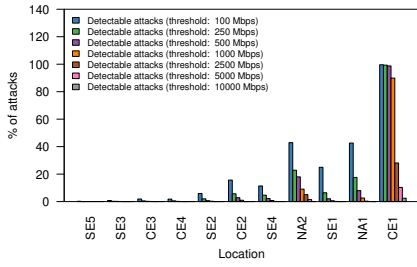 140
120
100
80
60
40
20
0
% of attacks
Detectable attacks (threshold: 100 Mbps)
Detectable attacks (threshold: 250 Mbps)
Detectable attacks (threshold: 500 Mbps)
Detectable attacks (threshold: 1000 Mbps)
Detectable attacks (threshold: 2500 Mbps)
Detectable attacks (threshold: 5000 Mbps)
Detectable attacks (threshold: 10000 Mbps)
SE5 SE3 CE3 CE4 SE2 CE2 SE4 NA2 SE1 NA1 CE1
Location